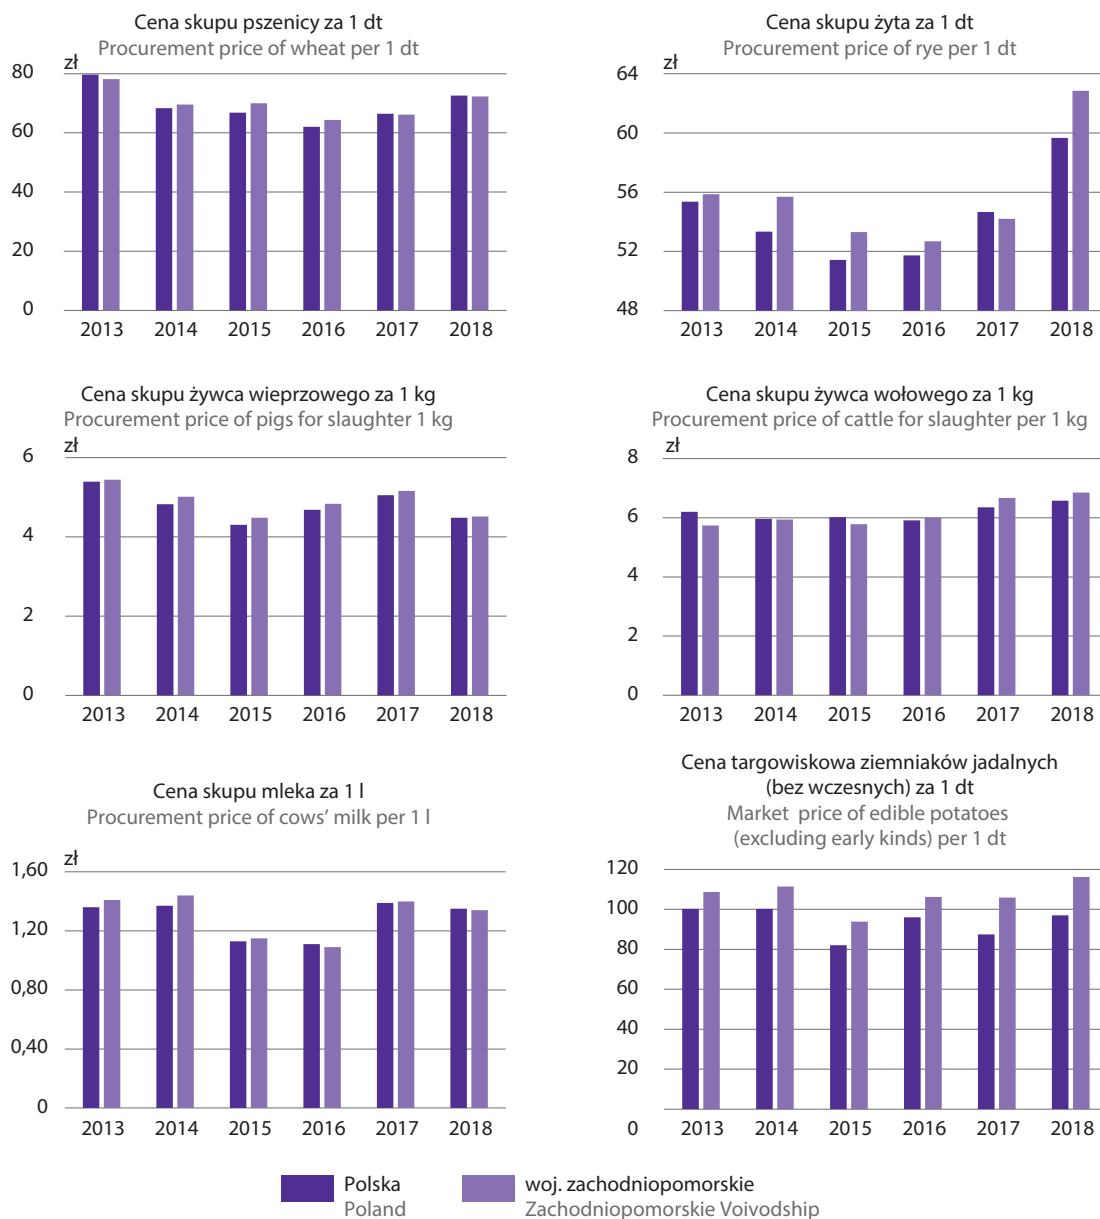 Cena skupu pszenicy za 1 dt
Procurement price of wheat per 1 dt
zł
80
60
40
20
0
2013 2014 2015 2016 2017 2018
Cena skupu żyta za 1 dt
Procurement price of rye per 1 dt
zł
64
60
56
52
48
2013 2014 2015 2016 2017 2018
Cena skupu żywca wieprzowego za 1 kg
Procurement price of pigs for slaughter 1 kg
zł
6
4
2
0
2013 2014 2015 2016 2017 2018
Cena skupu żywca wołowego za 1 kg
Procurement price of cattle for slaughter per 1 kg
zł
8
6
4
2
0
2013 2014 2015 2016 2017 2018
Cena skupu mleka za 1 l
Procurement price of cows’ milk per 1 l
zł
1,60
1,20
0,80
0,40
0
2013 2014 2015 2016 2017 2018
Cena targowiskowa ziemniaków jadalnych
(bez wczesnych) za 1 dt
Market price of edible potatoes
(excluding early kinds) per 1 dt
120
100
80
60
40
20
0
2013 2014 2015 2016 2017 2018
Polska
Poland
woj. zachodniopomorskie
Zachodniopomorskie Voivodship